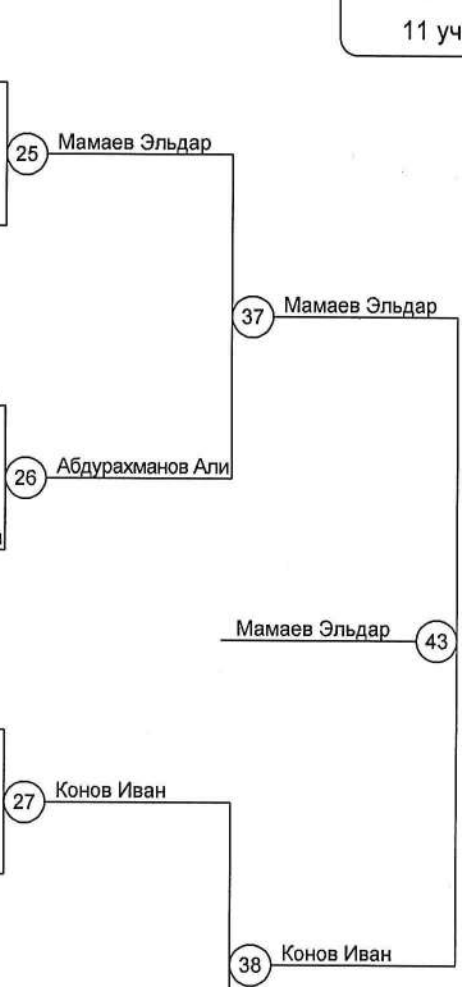 11 уч
25 Мамаев Эльдар
37 Мамаев Эльдар
26 Абдурахманов Али
Мамаев Эльдар 43
27 Конов Иван
38 Конов Иван